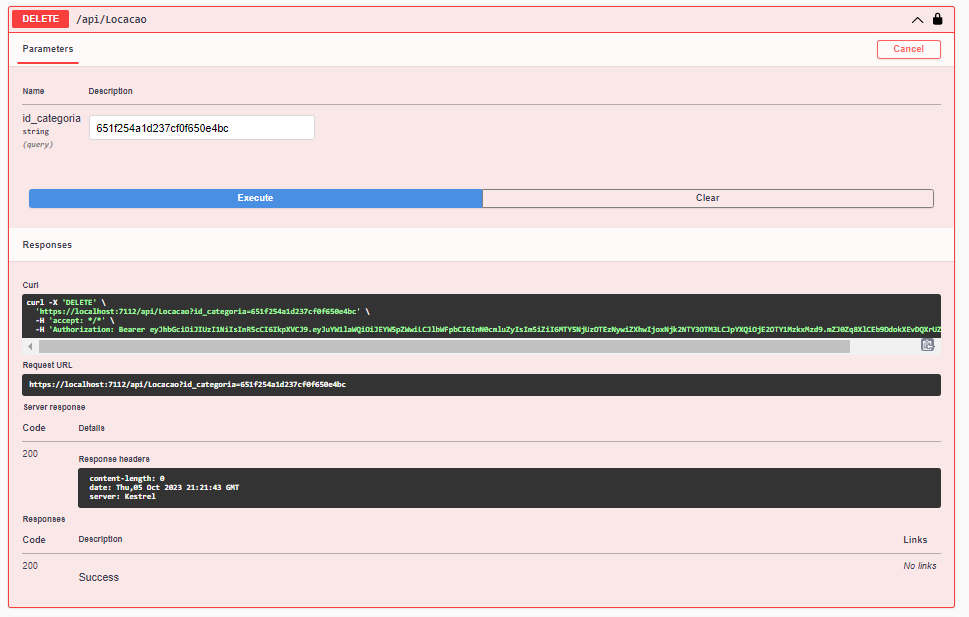 DELETE /api/Locacao
Parameters
Cancel
Name Description
id_categoria
string
(query)
651f254a1d237cf0f650e4bc
Execute Clear
Responses
Curl
curl -X 'DELETE' \
'https://localhost:7112/api/Locacao?id_categoria=651f254a1d237cf0f650e4bc' \
-H 'accept: */*' \
-H 'Authorization: Bearer
Request URL
https://localhost:7112/api/Locacao?id_categoria=651f254a1d237cf0f650e4bc
Server response
Code Details
200
Response headers
content-length: 0
date: Thu,05 Oct 2023 21:21:43 GMT
server: Kestrel
Responses
Code Description Links
200
Success
No links